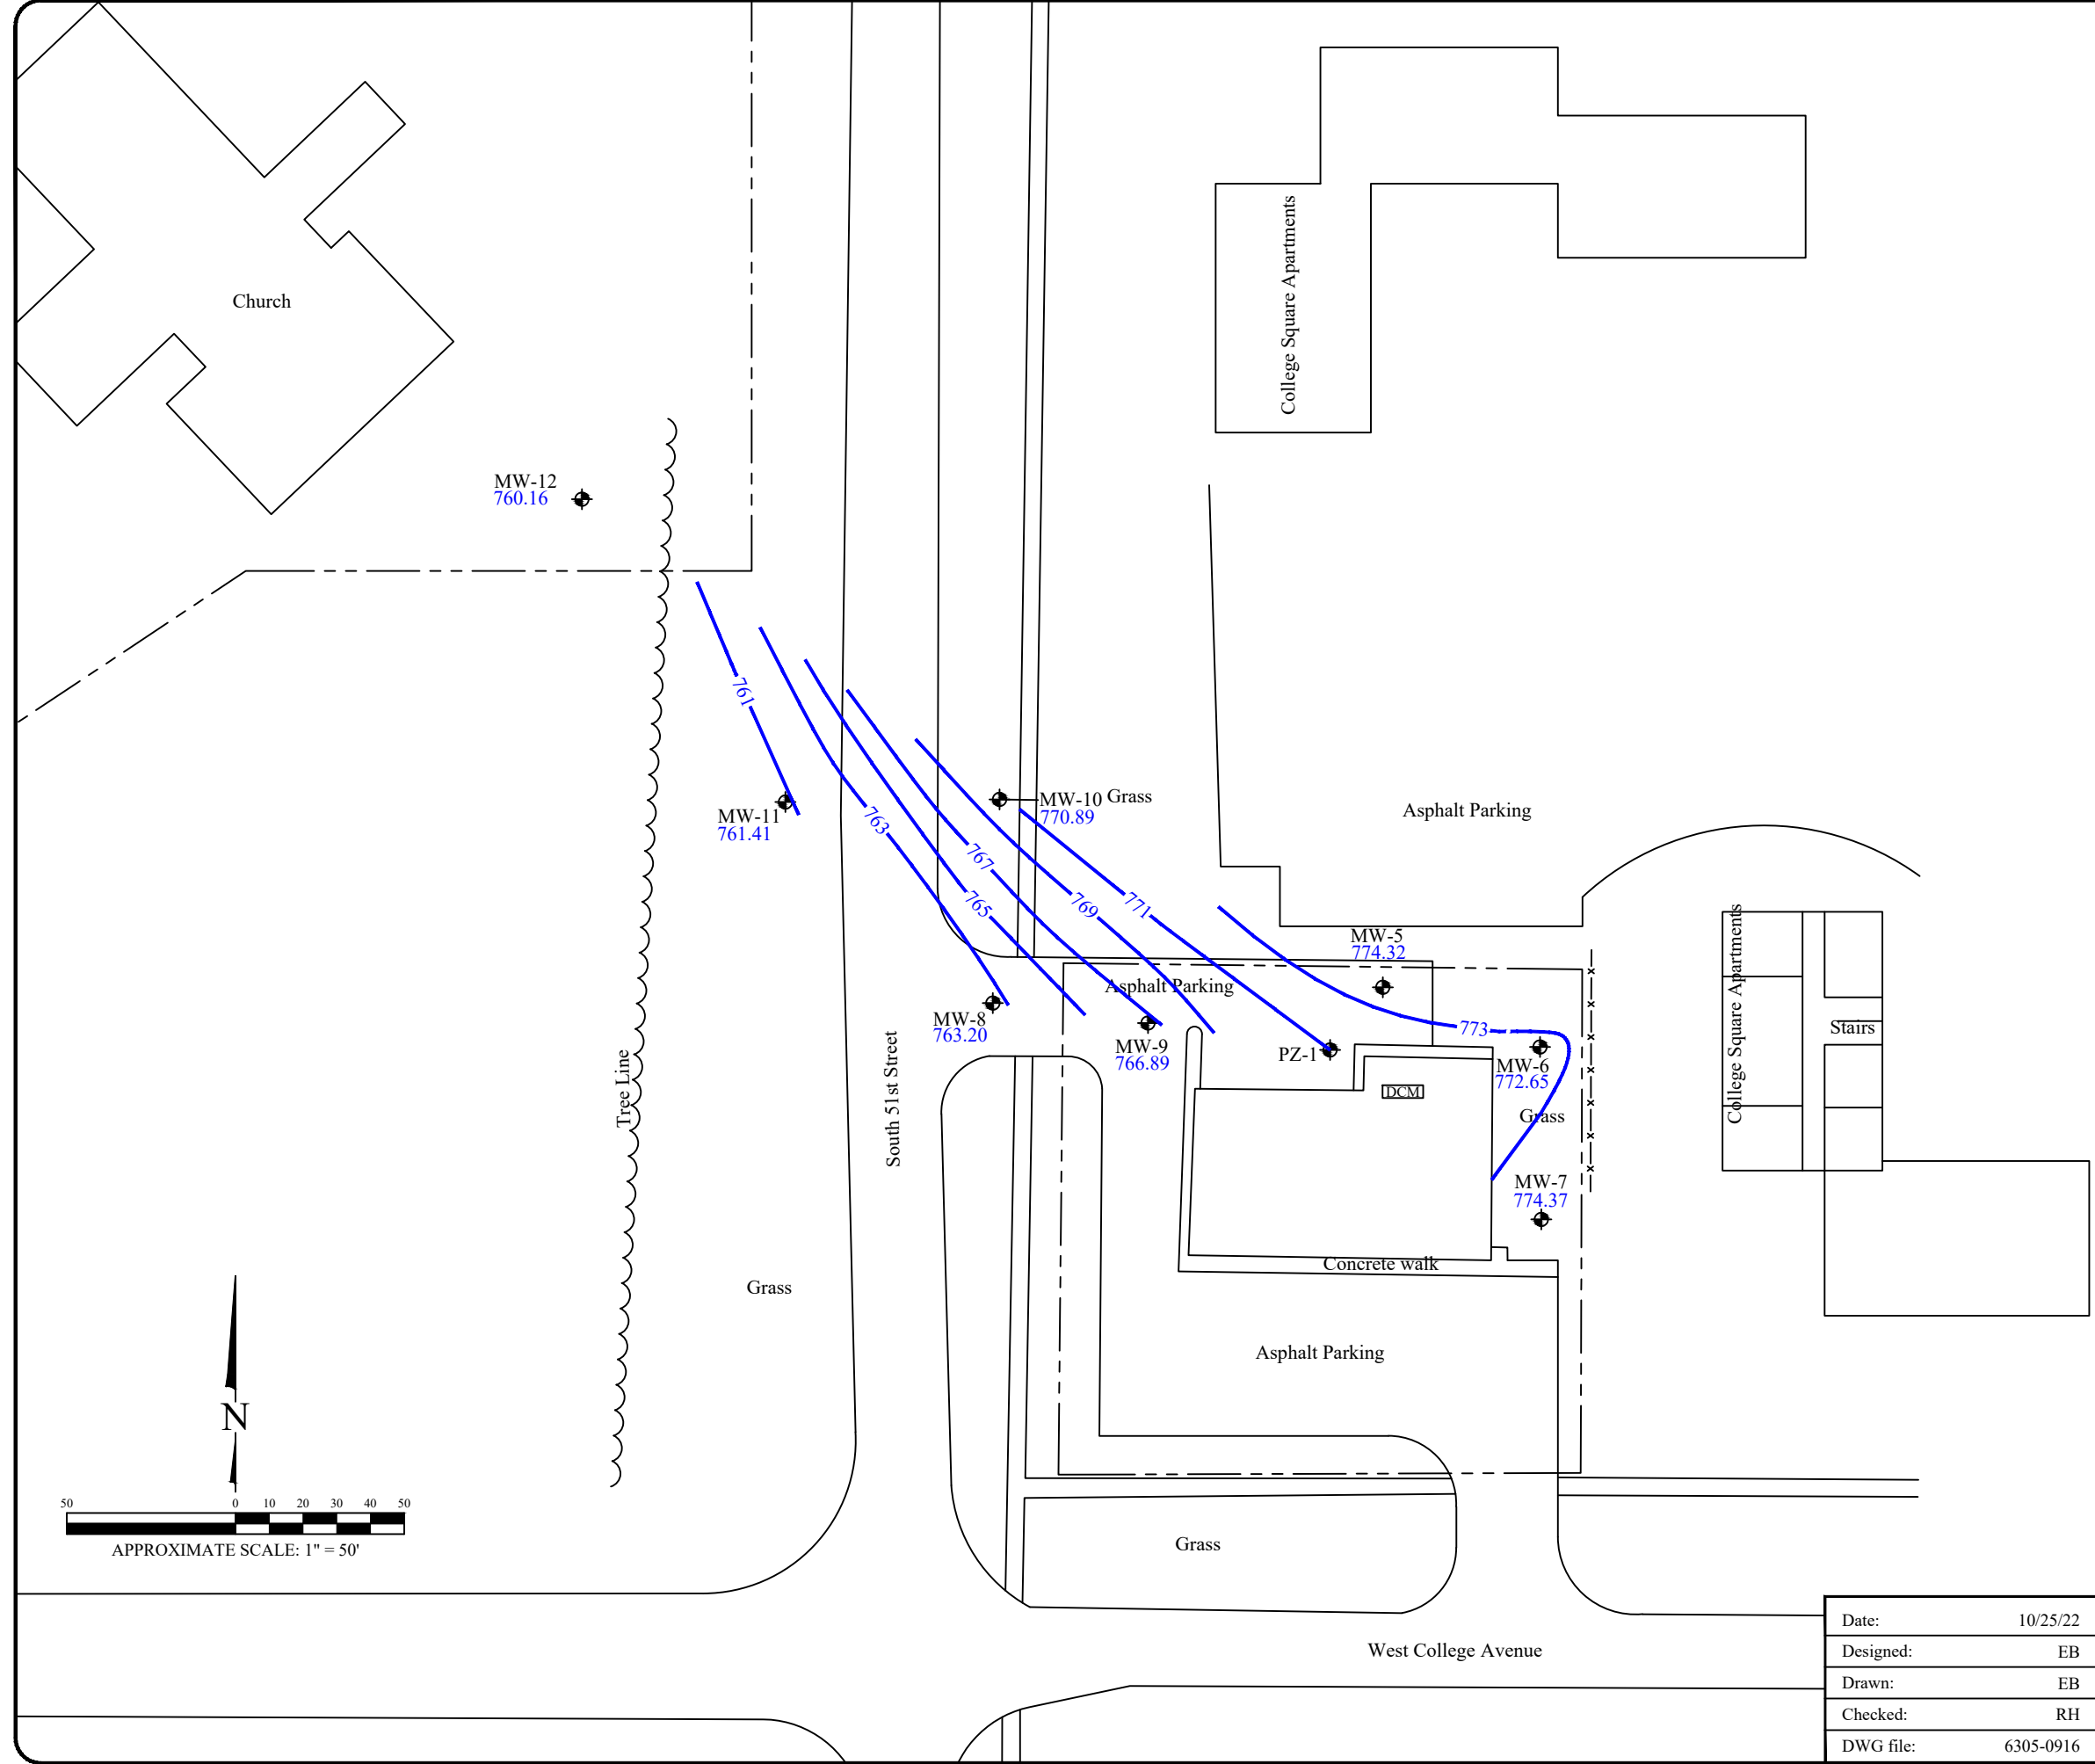 College Square Apartments
Church
MW-12
760.16
761
MW-11
761.41
763
767
765
MW-10
770.89
Grass
769
771
Asphalt Parking
MW-5
774.32
773
Asphalt Parking
MW-8
763.20
MW-9
766.89
PZ-1
DCM
MW-6
772.65
Grass
College Square Apartments
Stairs
Tree Line
South 51st Street
MW-7
774.37
Concrete walk
Grass
Asphalt Parking
N
50 0 10 20 30 40 50
APPROXIMATE SCALE: 1" = 50'
Grass
West College Avenue
Date: 10/25/22
Designed: EB
Drawn: EB
Checked: RH
DWG file: 6305-0916